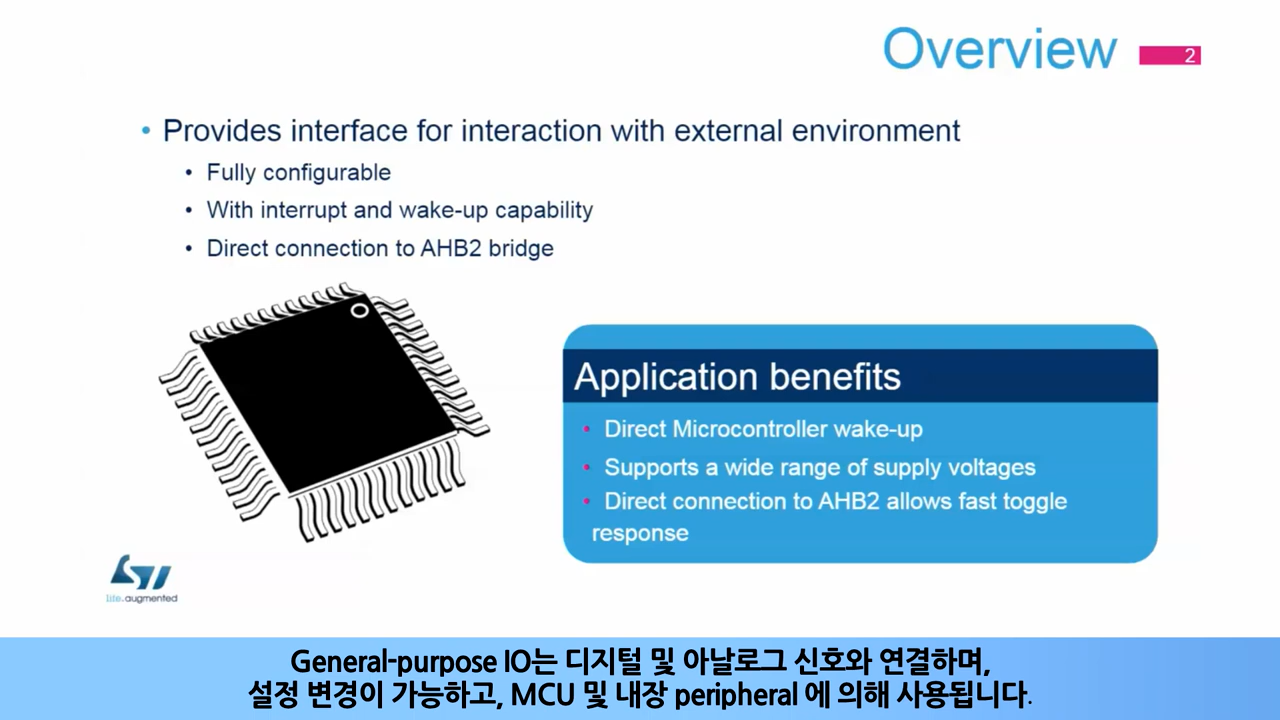 Overview
2
• Provides interface for interaction with external environment
• Fully configurable
• With interrupt and wake-up capability
• Direct connection to AHB2 bridge
Application benefits
• Direct Microcontroller wake-up
• Supports a wide range of supply voltages
• Direct connection to AHB2 allows fast toggle
response
ST
life.augmented
General-purpose IO는 디지털 및 아날로그 신호와 연결하며,
설정 변경이 가능하고, MCU 및 내장 peripheral 에 의해 사용됩니다.